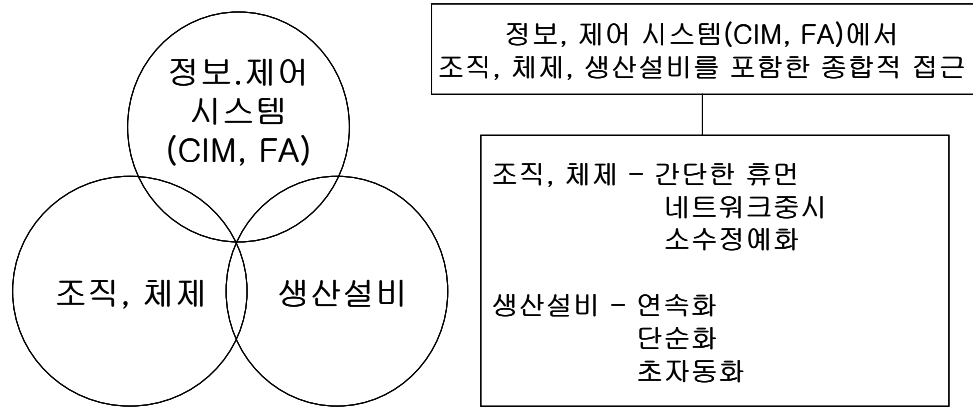 정보.제어
시스템
(CIM, FA)
조직, 체제
생산설비
정보, 제어 시스템(CIM, FA)에서
조직, 체제, 생산설비를 포함한 종합적 접근
조직, 체제 – 간단한 휴먼
네트워크중시
소수정예화
생산설비 – 연속화
단순화
초자동화